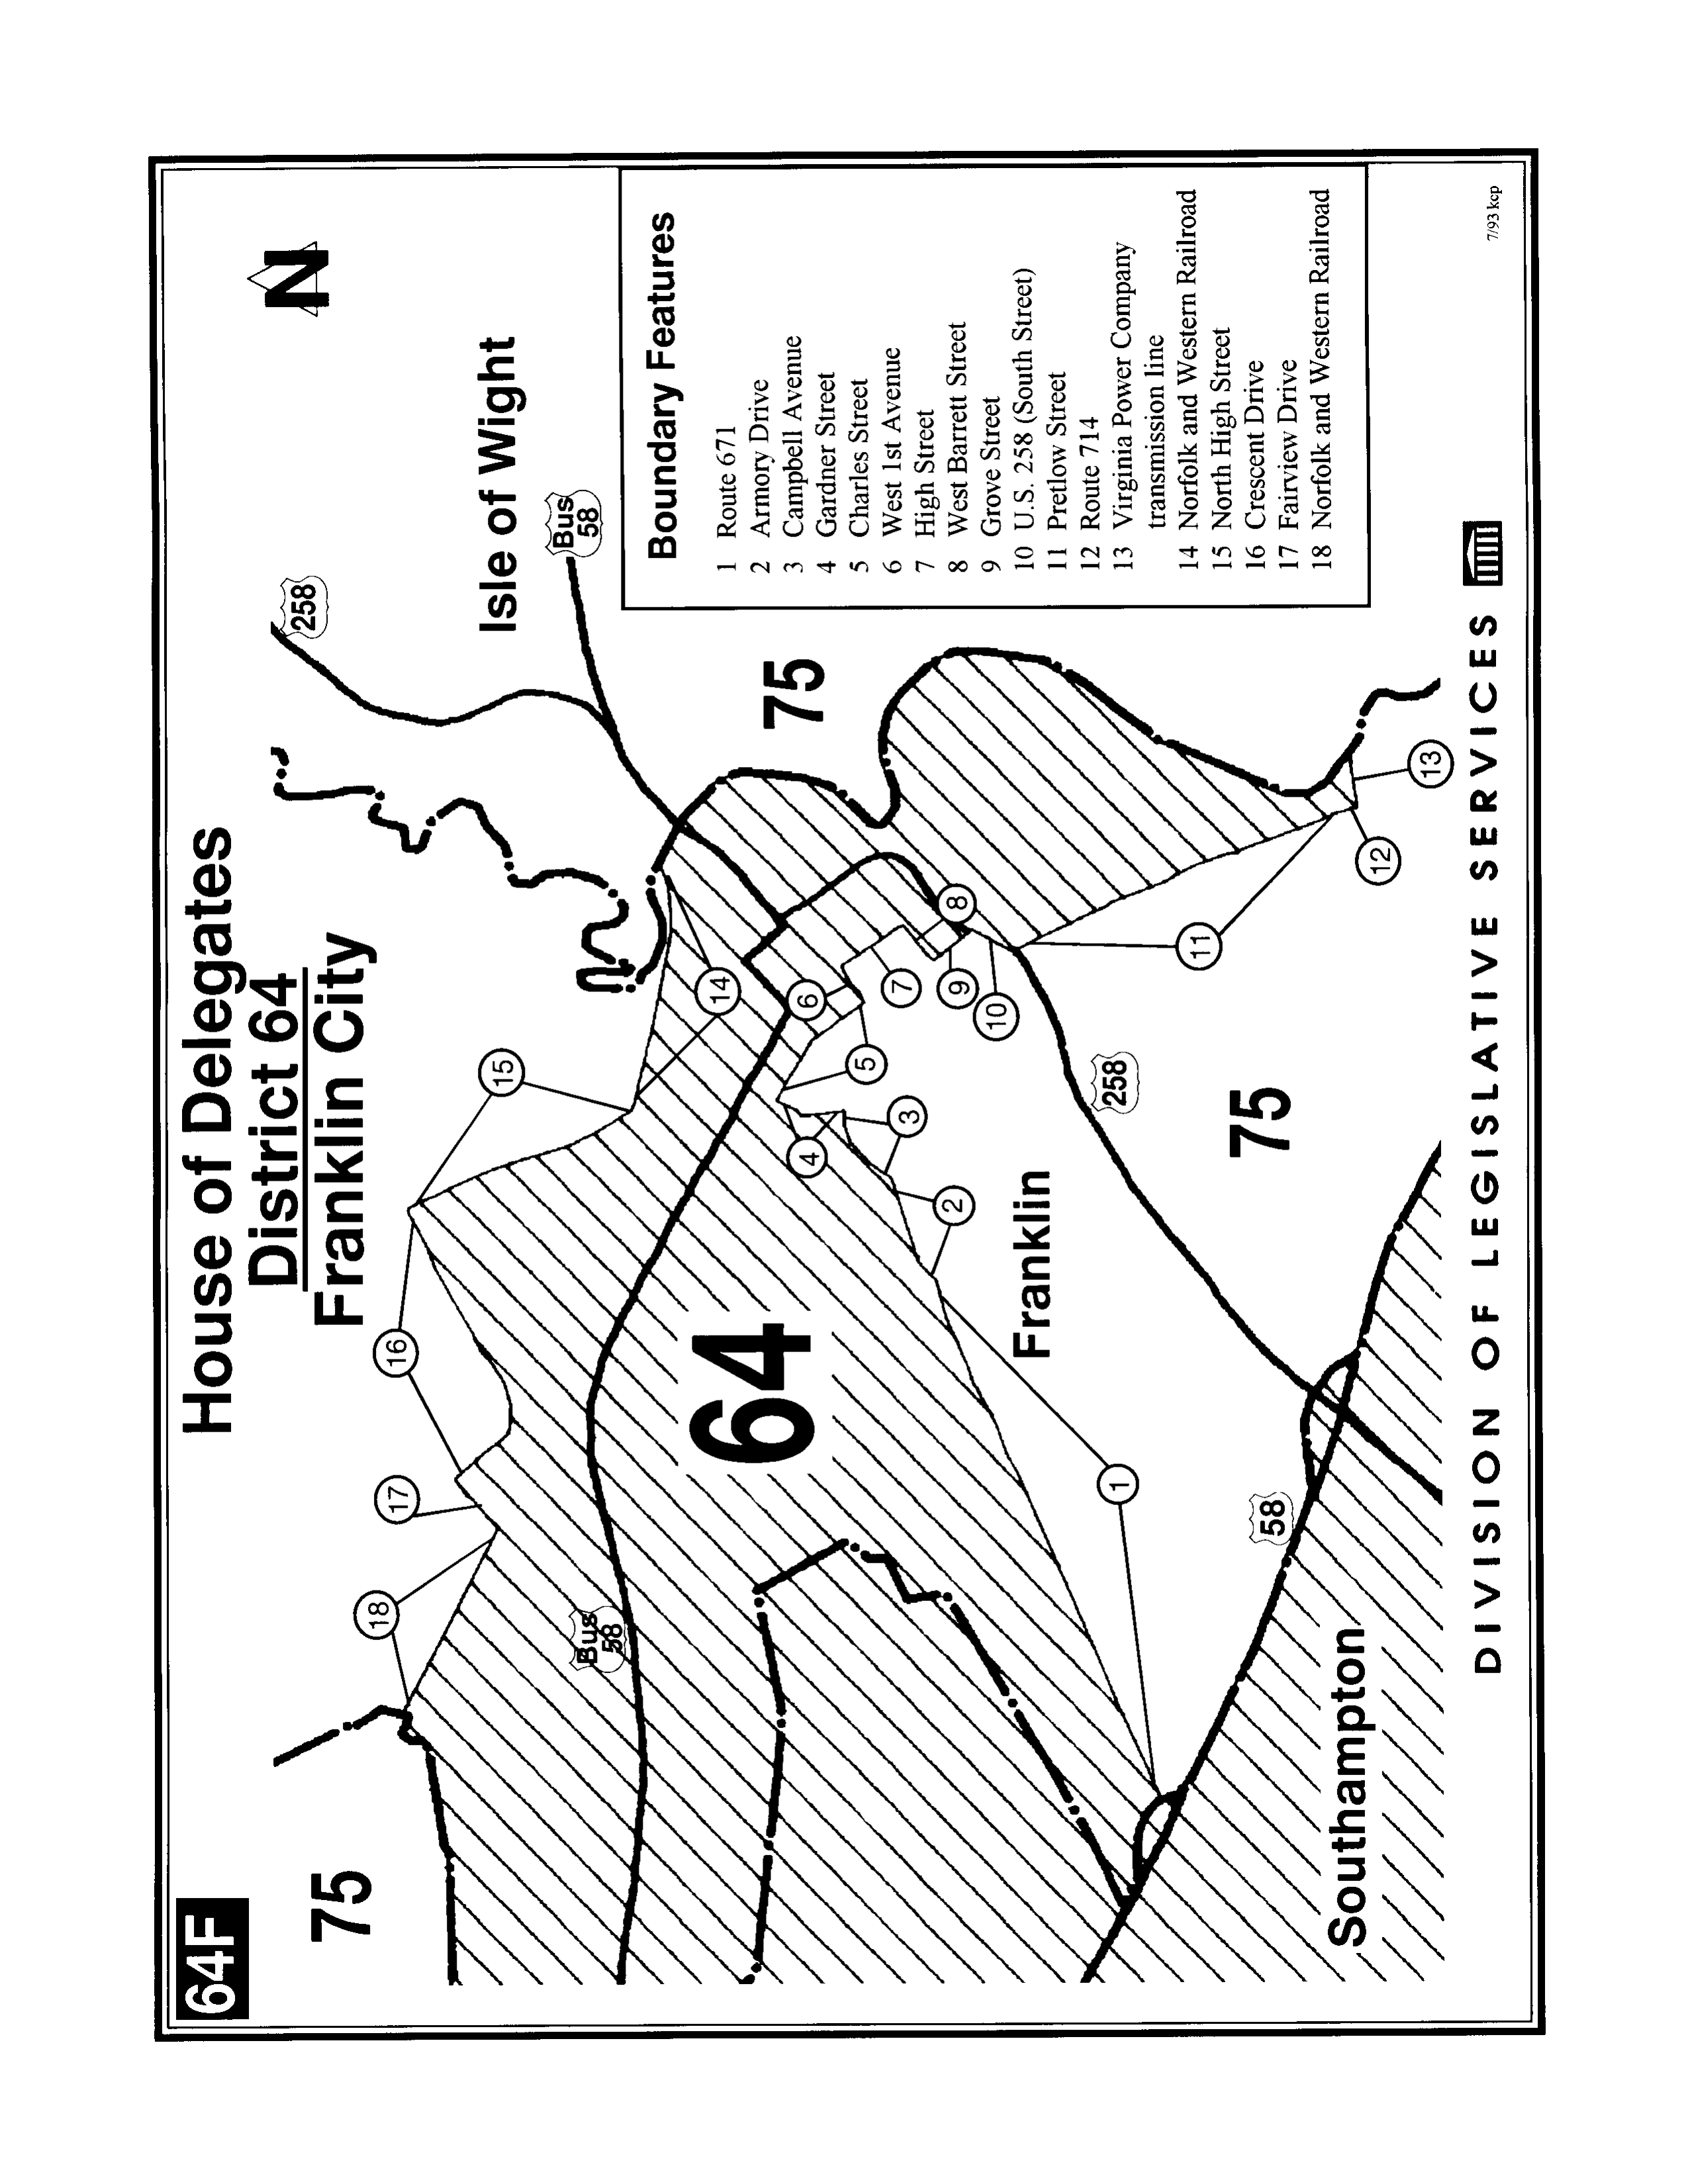 64F
House of Delegates
District 64
Franklin City
N
75
18
17
16
15
258
Isle of Wight
Bus
58
Bus
58
14
64
75
6
4
5
3
7
8
2
9
10
Franklin
11
1
258
12
13
75
58
Southampton
Boundary Features
1 Route 671
2 Armory Drive
3 Campbell Avenue
4 Gardner Street
5 Charles Street
6 West 1st Avenue
7 High Street
8 West Barrett Street
9 Grove Street
10 U.S. 258 (South Street)
11 Pretlow Street
12 Route 714
13 Virginia Power Company
transmission line
14 Norfolk and Western Railroad
15 North High Street
16 Crescent Drive
17 Fairview Drive
18 Norfolk and Western Railroad
DIVISION OF LEGISLATIVE SERVICES
7/93 kcp